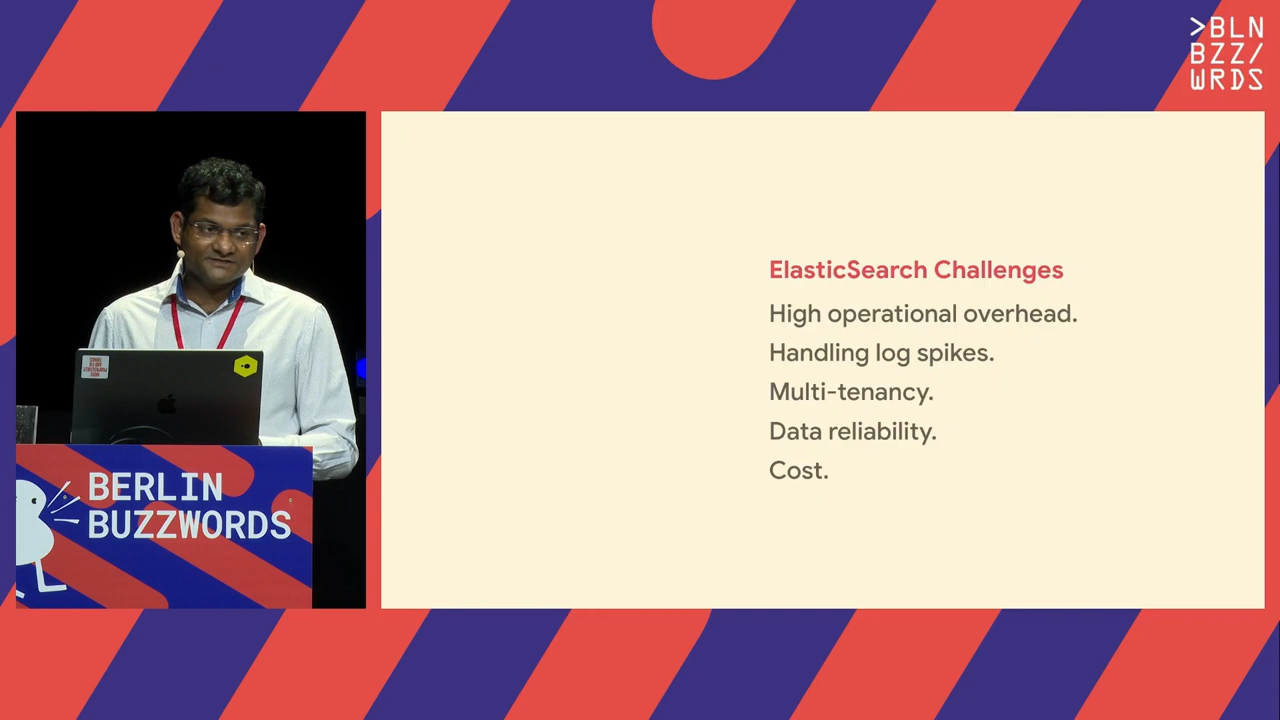 >BLN
BZZ/
WRDS
ElasticSearch Challenges
High operational overhead.
Handling log spikes.
Multi-tenancy.
Data reliability.
Cost.
BERLIN
BUZZWORDS